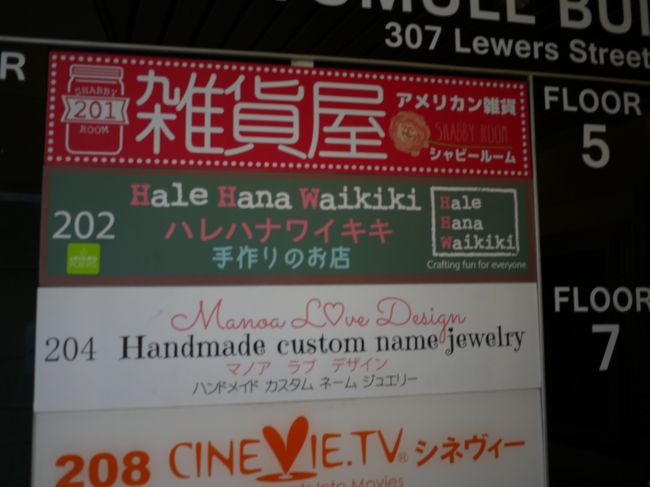 BUI
307 Lewers Street
R
SHABBY
201
ROOM
雑貨屋
アメリカン雑貨
SHABBY ROOM
シャビールーム
FLOOR
5
202
Hale Hana Waikiki
ハレハナワイキキ
手作りのお店
Hale
Hana
Waikiki
Crafting fun for everyone
FLOOR
7
204
Manoa Love Design
Handmade custom name jewelry
マノア ラブ デザイン
ハンドメイド カスタム ネーム ジュエリー
208 CINEVIE.TV® シネヴィー
Into Movies